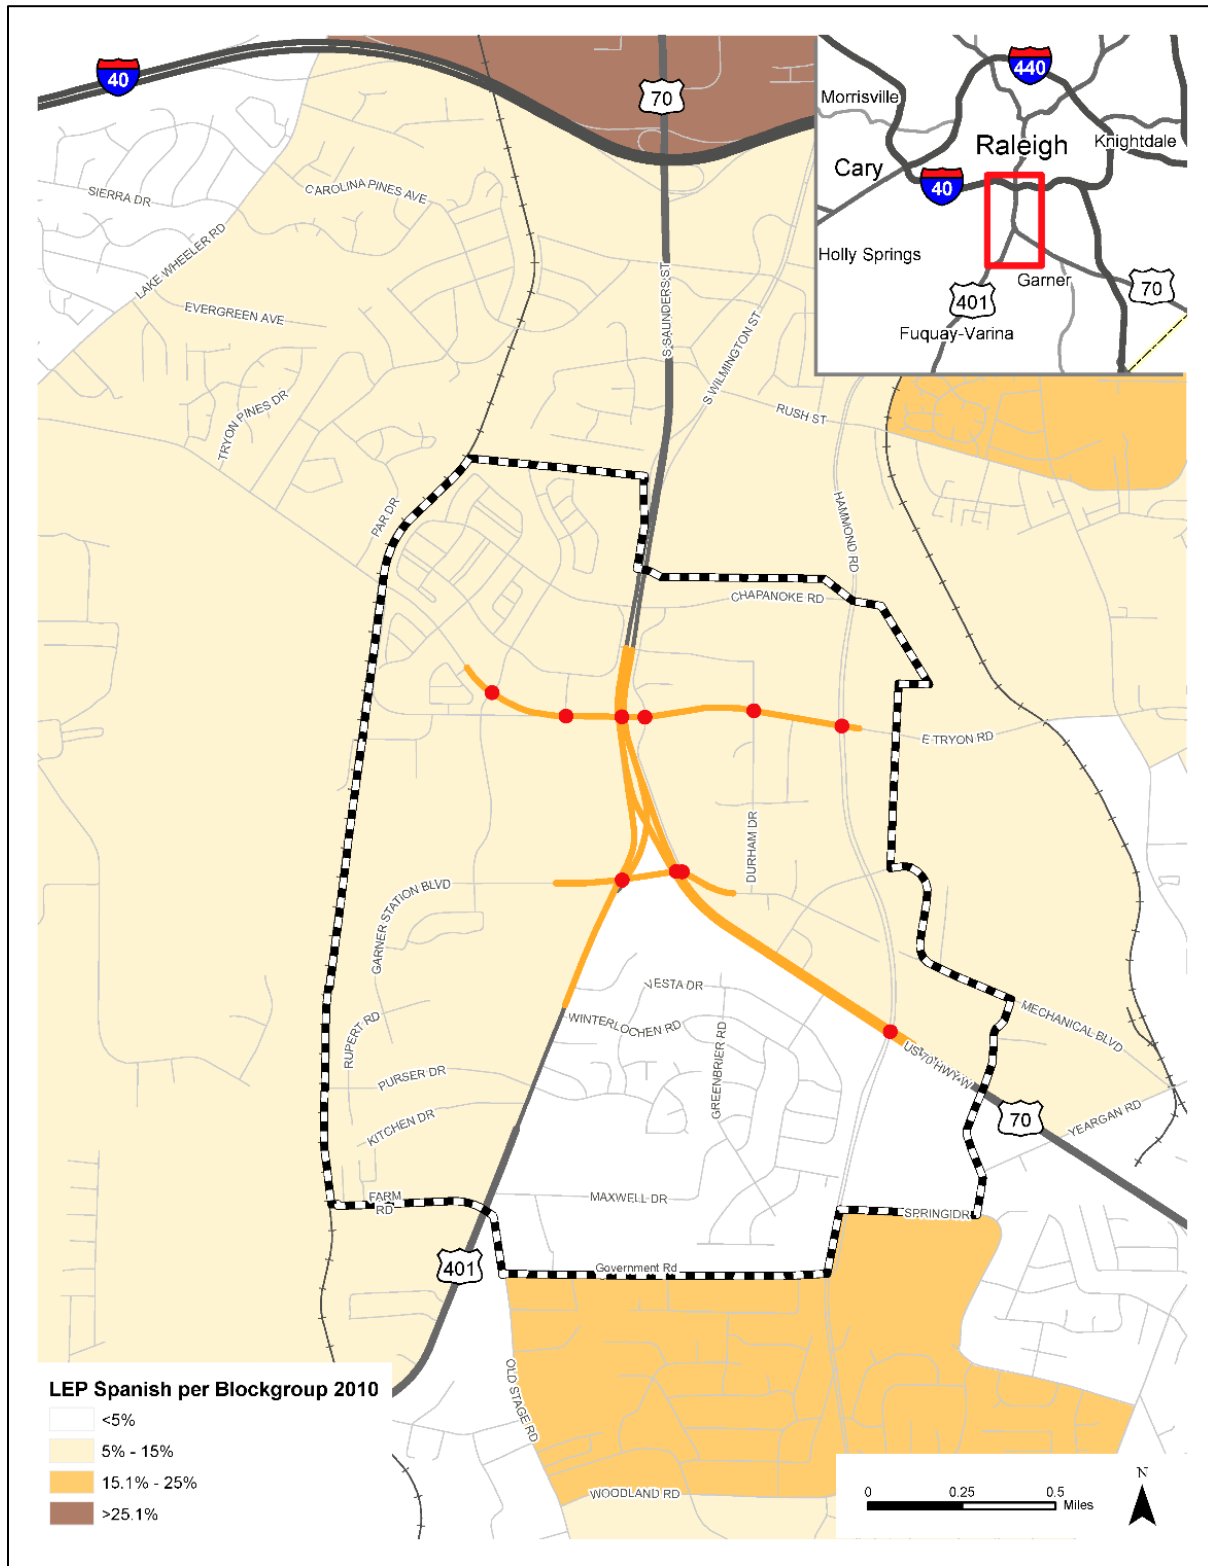 40
70
440
Morrisville
Raleigh
Knightdale
Cary
40
Holly Springs
Garner
70
401
Fuquay-Varina
SIERRA DR
CAROLINA PINES AVE
LAKE WHEELER RD
EVERGREEN AVE
S SAUNDERS ST
S WILMINGTON ST
TRYON PINES DR
RUSH ST
PAR DR
HAMMOND RD
CHAPANOKE RD
E TRYON RD
DURHAM DR
GARNER STATION BLVD
VESTA DR
WINTERLOCHEN RD
MECHANICAL BLVD
RUPERT RD
GREENBRIER RD
US 70 HWY W
PURSER DR
70
YEARGAN RD
KITCHEN DR
FARM
RD
MAXWELL DR
SPRING DR
401
Government Rd
OLD STAGE RD
WOODLAND RD
LEP Spanish per Blockgroup 2010
<5%
5% - 15%
15.1% - 25%
>25.1%
0 0.25 0.5
Miles
N